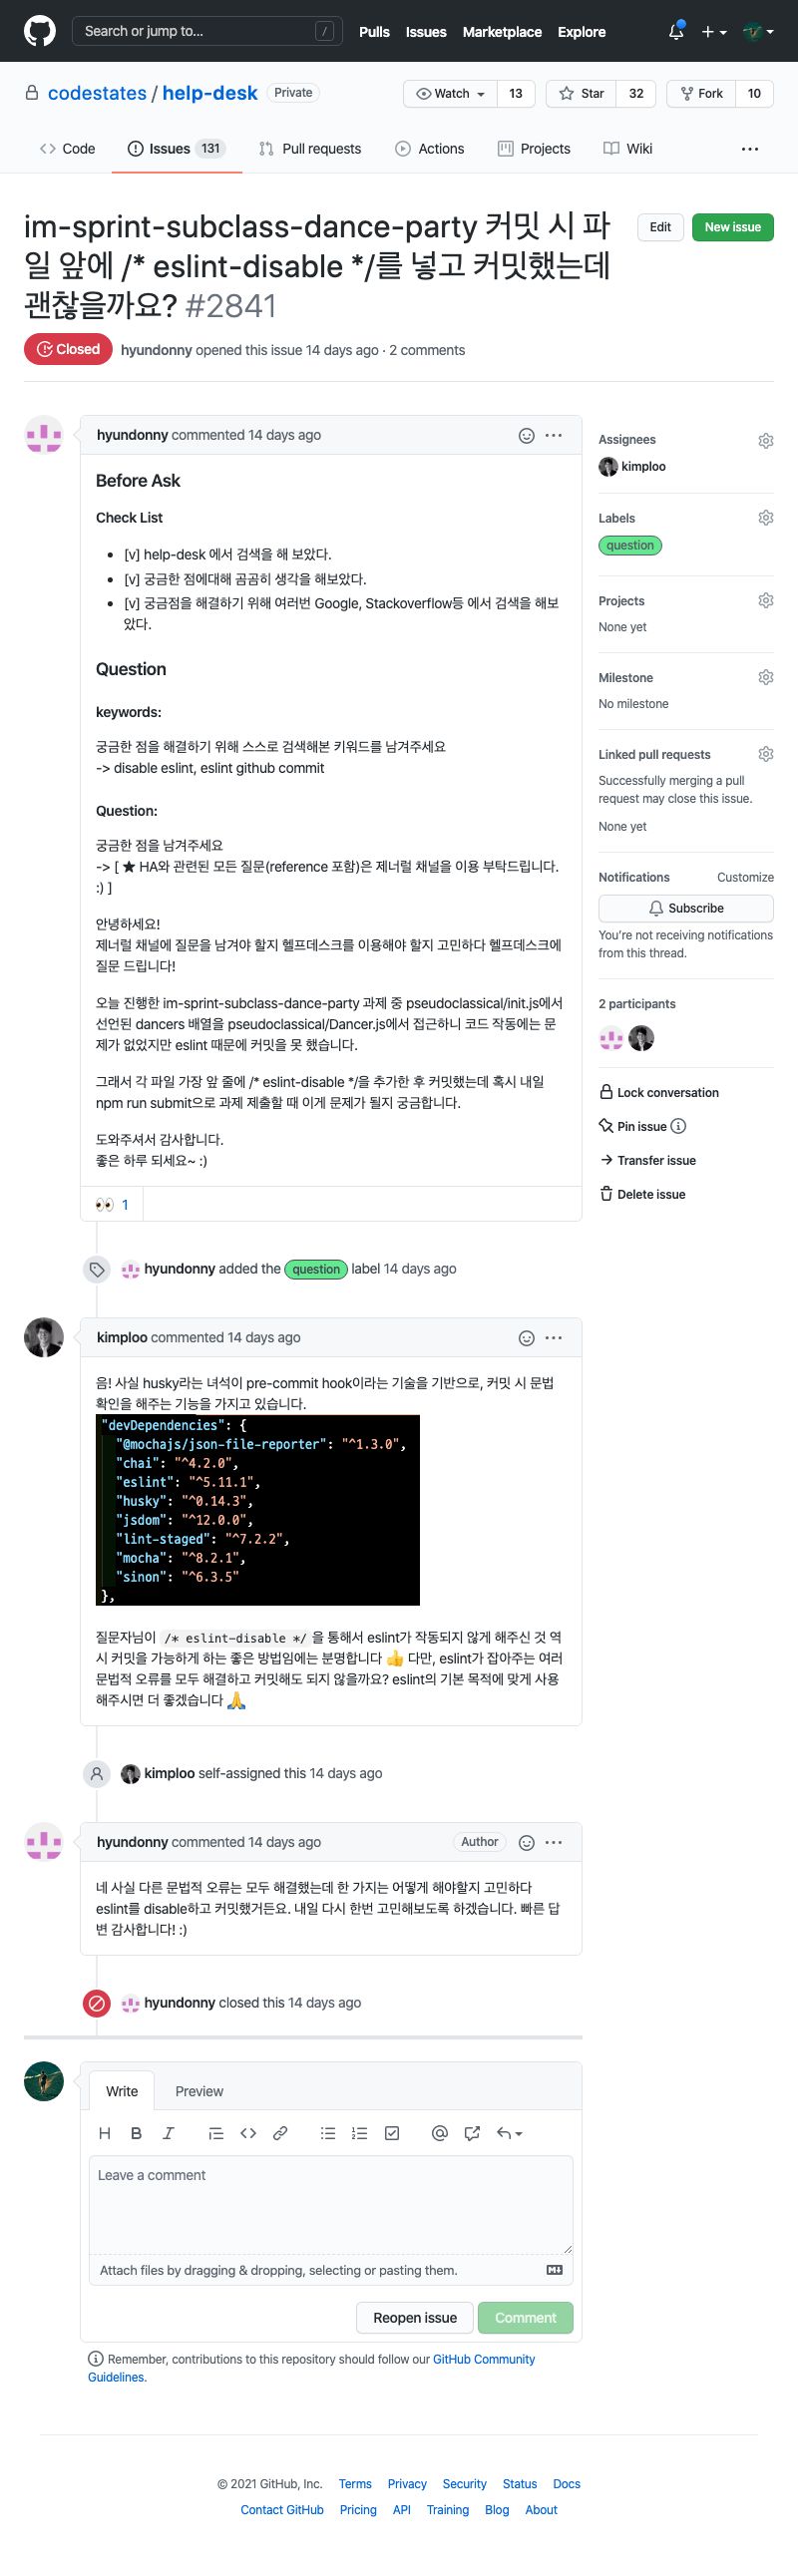 Search or jump to... /
Pulls Issues Marketplace Explore
codestates / help-desk Private
Watch 13 Star 32 Fork 10
Code Issues 131 Pull requests Actions Projects Wiki
im-sprint-subclass-dance-party 커밋 시 파
일 앞에 /* eslint-disable */를 넣고 커밋했는데
괜찮을까요? #2841
Edit New issue
Closed hyundonny opened this issue 14 days ago · 2 comments
hyundonny commented 14 days ago
Before Ask
Check List
• [v] help-desk 에서 검색을 해 보았다.
• [v] 궁금한 점에대해 곰곰히 생각을 해보았다.
• [v] 궁금점을 해결하기 위해 여러번 Google, Stackoverflow등 에서 검색을 해보
았다.
Question
keywords:
궁금한 점을 해결하기 위해 스스로 검색해본 키워드를 남겨주세요
-> disable eslint, eslint github commit
Question:
궁금한 점을 남겨주세요
-> [ ★ HA와 관련된 모든 질문(reference 포함)은 제너럴 채널을 이용 부탁드립니다.
:) ]
안녕하세요!
제너럴 채널에 질문을 남겨야 할지 헬프데스크를 이용해야 할지 고민하다 헬프데스크에
질문 드립니다!
오늘 진행한 im-sprint-subclass-dance-party 과제 중 pseudoclassical/init.js에서
선언된 dancers 배열을 pseudoclassical/Dancer.js에서 접근하니 코드 작동에는 문
제가 없었지만 eslint 때문에 커밋을 못 했습니다.
그래서 각 파일 가장 앞 줄에 /* eslint-disable */을 추가한 후 커밋했는데 혹시 내일
npm run submit으로 과제 제출할 때 이게 문제가 될지 궁금합니다.
도와주셔서 감사합니다.
좋은 하루 되세요~ :)
👀 1
hyundonny added the question label 14 days ago
kimploo commented 14 days ago
음! 사실 husky라는 녀석이 pre-commit hook이라는 기술을 기반으로, 커밋 시 문법
확인을 해주는 기능을 가지고 있습니다.
"devDependencies": {
"@mochajs/json-file-reporter": "^1.3.0",
"chai": "^4.2.0",
"eslint": "^5.11.1",
"husky": "^0.14.3",
"jsdom": "^12.0.0",
"lint-staged": "^7.2.2",
"mocha": "^8.2.1",
"sinon": "^6.3.5"
},
질문자님이 /* eslint-disable */ 을 통해서 eslint가 작동되지 않게 해주신 것 역
시 커밋을 가능하게 하는 좋은 방법임에는 분명합니다 👍 다만, eslint가 잡아주는 여러
문법적 오류를 모두 해결하고 커밋해도 되지 않을까요? eslint의 기본 목적에 맞게 사용
해주시면 더 좋겠습니다 🙏
kimploo self-assigned this 14 days ago
hyundonny commented 14 days ago Author
네 사실 다른 문법적 오류는 모두 해결했는데 한 가지는 어떻게 해야할지 고민하다
eslint를 disable하고 커밋했거든요. 내일 다시 한번 고민해보도록 하겠습니다. 빠른 답
변 감사합니다! :)
hyundonny closed this 14 days ago
Write Preview
Leave a comment
Attach files by dragging & dropping, selecting or pasting them.
Reopen issue Comment
Remember, contributions to this repository should follow our GitHub Community
Guidelines.
Assignees
kimploo
Labels
question
Projects
None yet
Milestone
No milestone
Linked pull requests
Successfully merging a pull
request may close this issue.
None yet
Notifications Customize
Subscribe
You're not receiving notifications
from this thread.
2 participants
Lock conversation
Pin issue
Transfer issue
Delete issue
© 2021 GitHub, Inc. Terms Privacy Security Status Docs
Contact GitHub Pricing API Training Blog About